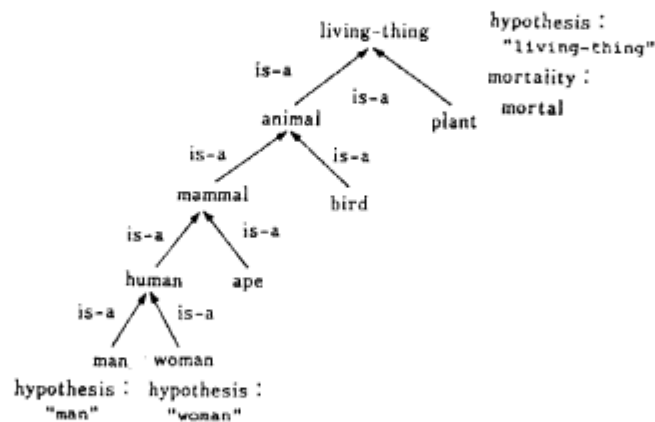 living-thing
hypothesis :
"living-thing"
is-a
mortality :
is-a
mortal
animal
plant
is-a
is-a
mammal
bird
is-a
is-a
human
ape
is-a
is-a
man
woman
hypothesis :
hypothesis :
"man"
"woman"